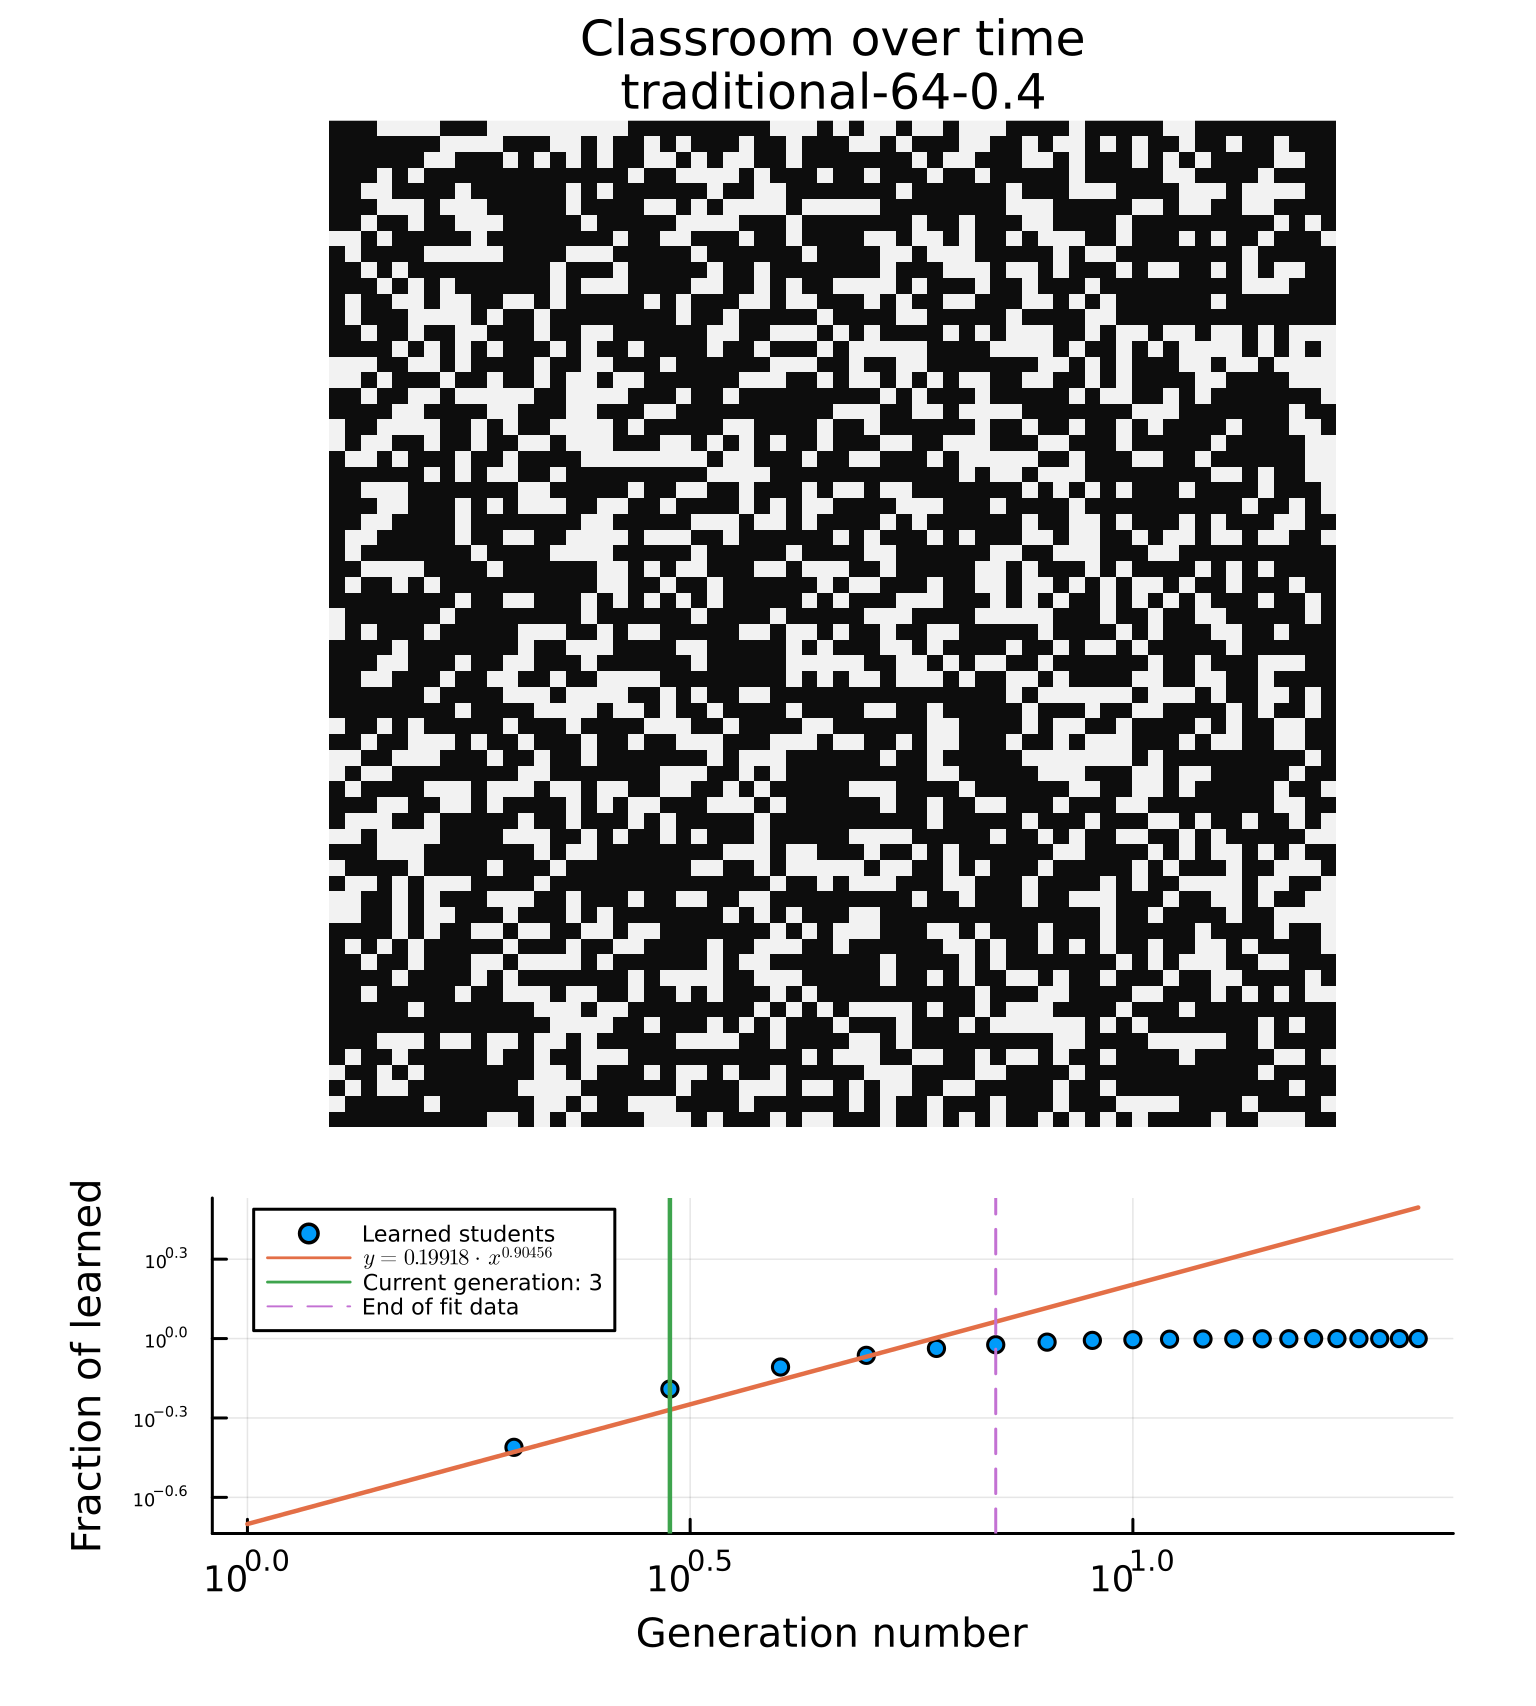 Classroom over time
traditional-64-0.4
Fraction of learned
Learned students
y = 0.19918 · x^0.90456
Current generation: 3
End of fit data
10^0.3
10^0.0
10^−0.3
10^−0.6
10^0.0
10^0.5
10^1.0
Generation number